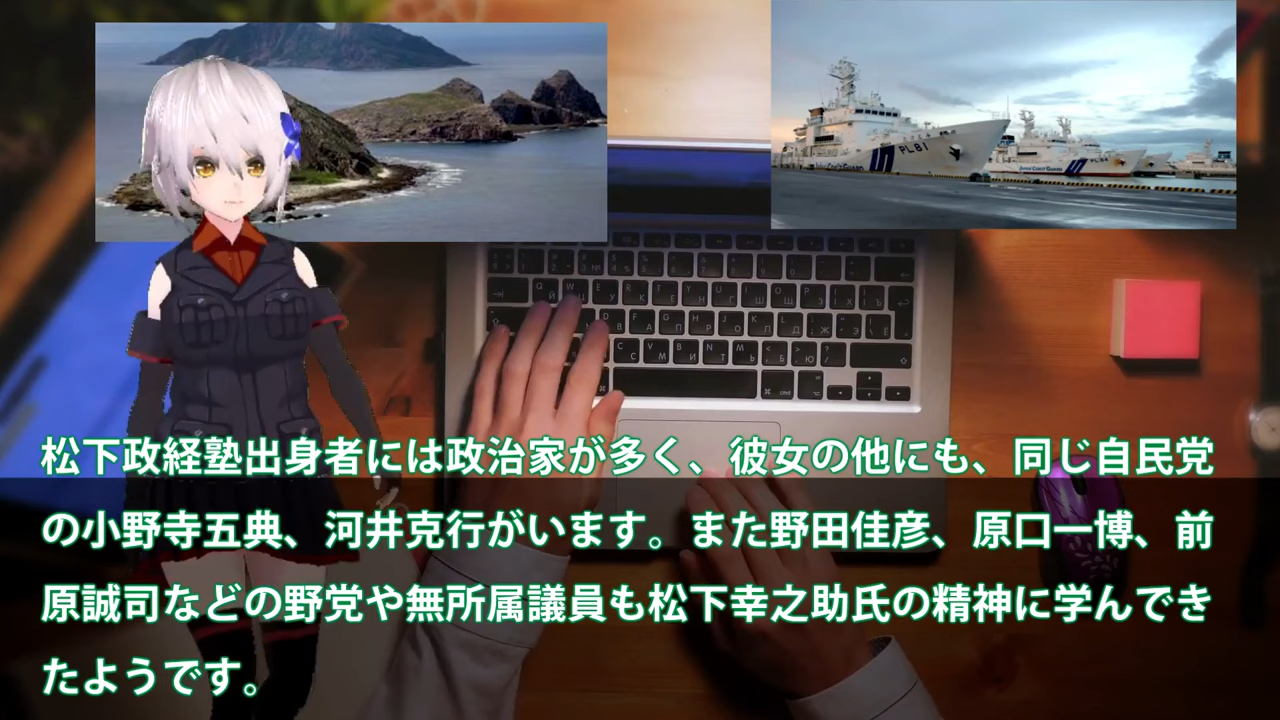 PL81
JAPAN COAST GUARD
松下政経塾出身者には政治家が多く、彼女の他にも、同じ自民党
の小野寺五典、河井克行がいます。また野田佳彦、原口一博、前
原誠司などの野党や無所属議員も松下幸之助氏の精神に学んでき
たようです。